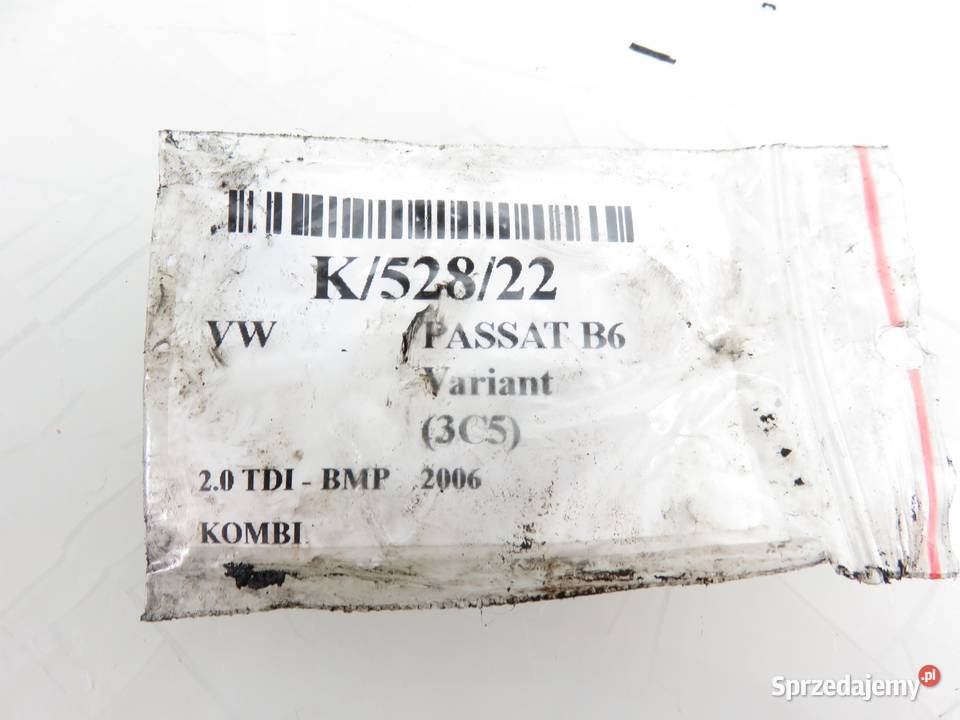 K/528/22
VW PASSAT B6
Variant
(3C5)
2.0 TDI - BMP 2006
KOMBI
Sprzedajemy.pl